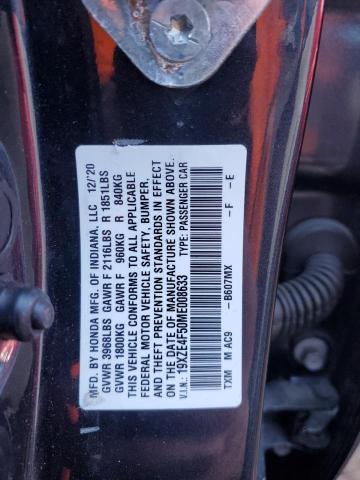 MFD. BY HONDA MFG. OF INDIANA, LLC 12/'20
GVWR 3968LBS GAWR F 2116LBS R 1851LBS
GVWR 1800KG GAWR F 960KG R 840KG
THIS VEHICLE CONFORMS TO ALL APPLICABLE
FEDERAL MOTOR VEHICLE SAFETY, BUMPER,
AND THEFT PREVENTION STANDARDS IN EFFECT
ON THE DATE OF MANUFACTURE SHOWN ABOVE.
V.I.N.: 19XZE4F50ME008633 TYPE: PASSENGER CAR
TXM M AC9 - B607MX - F - E